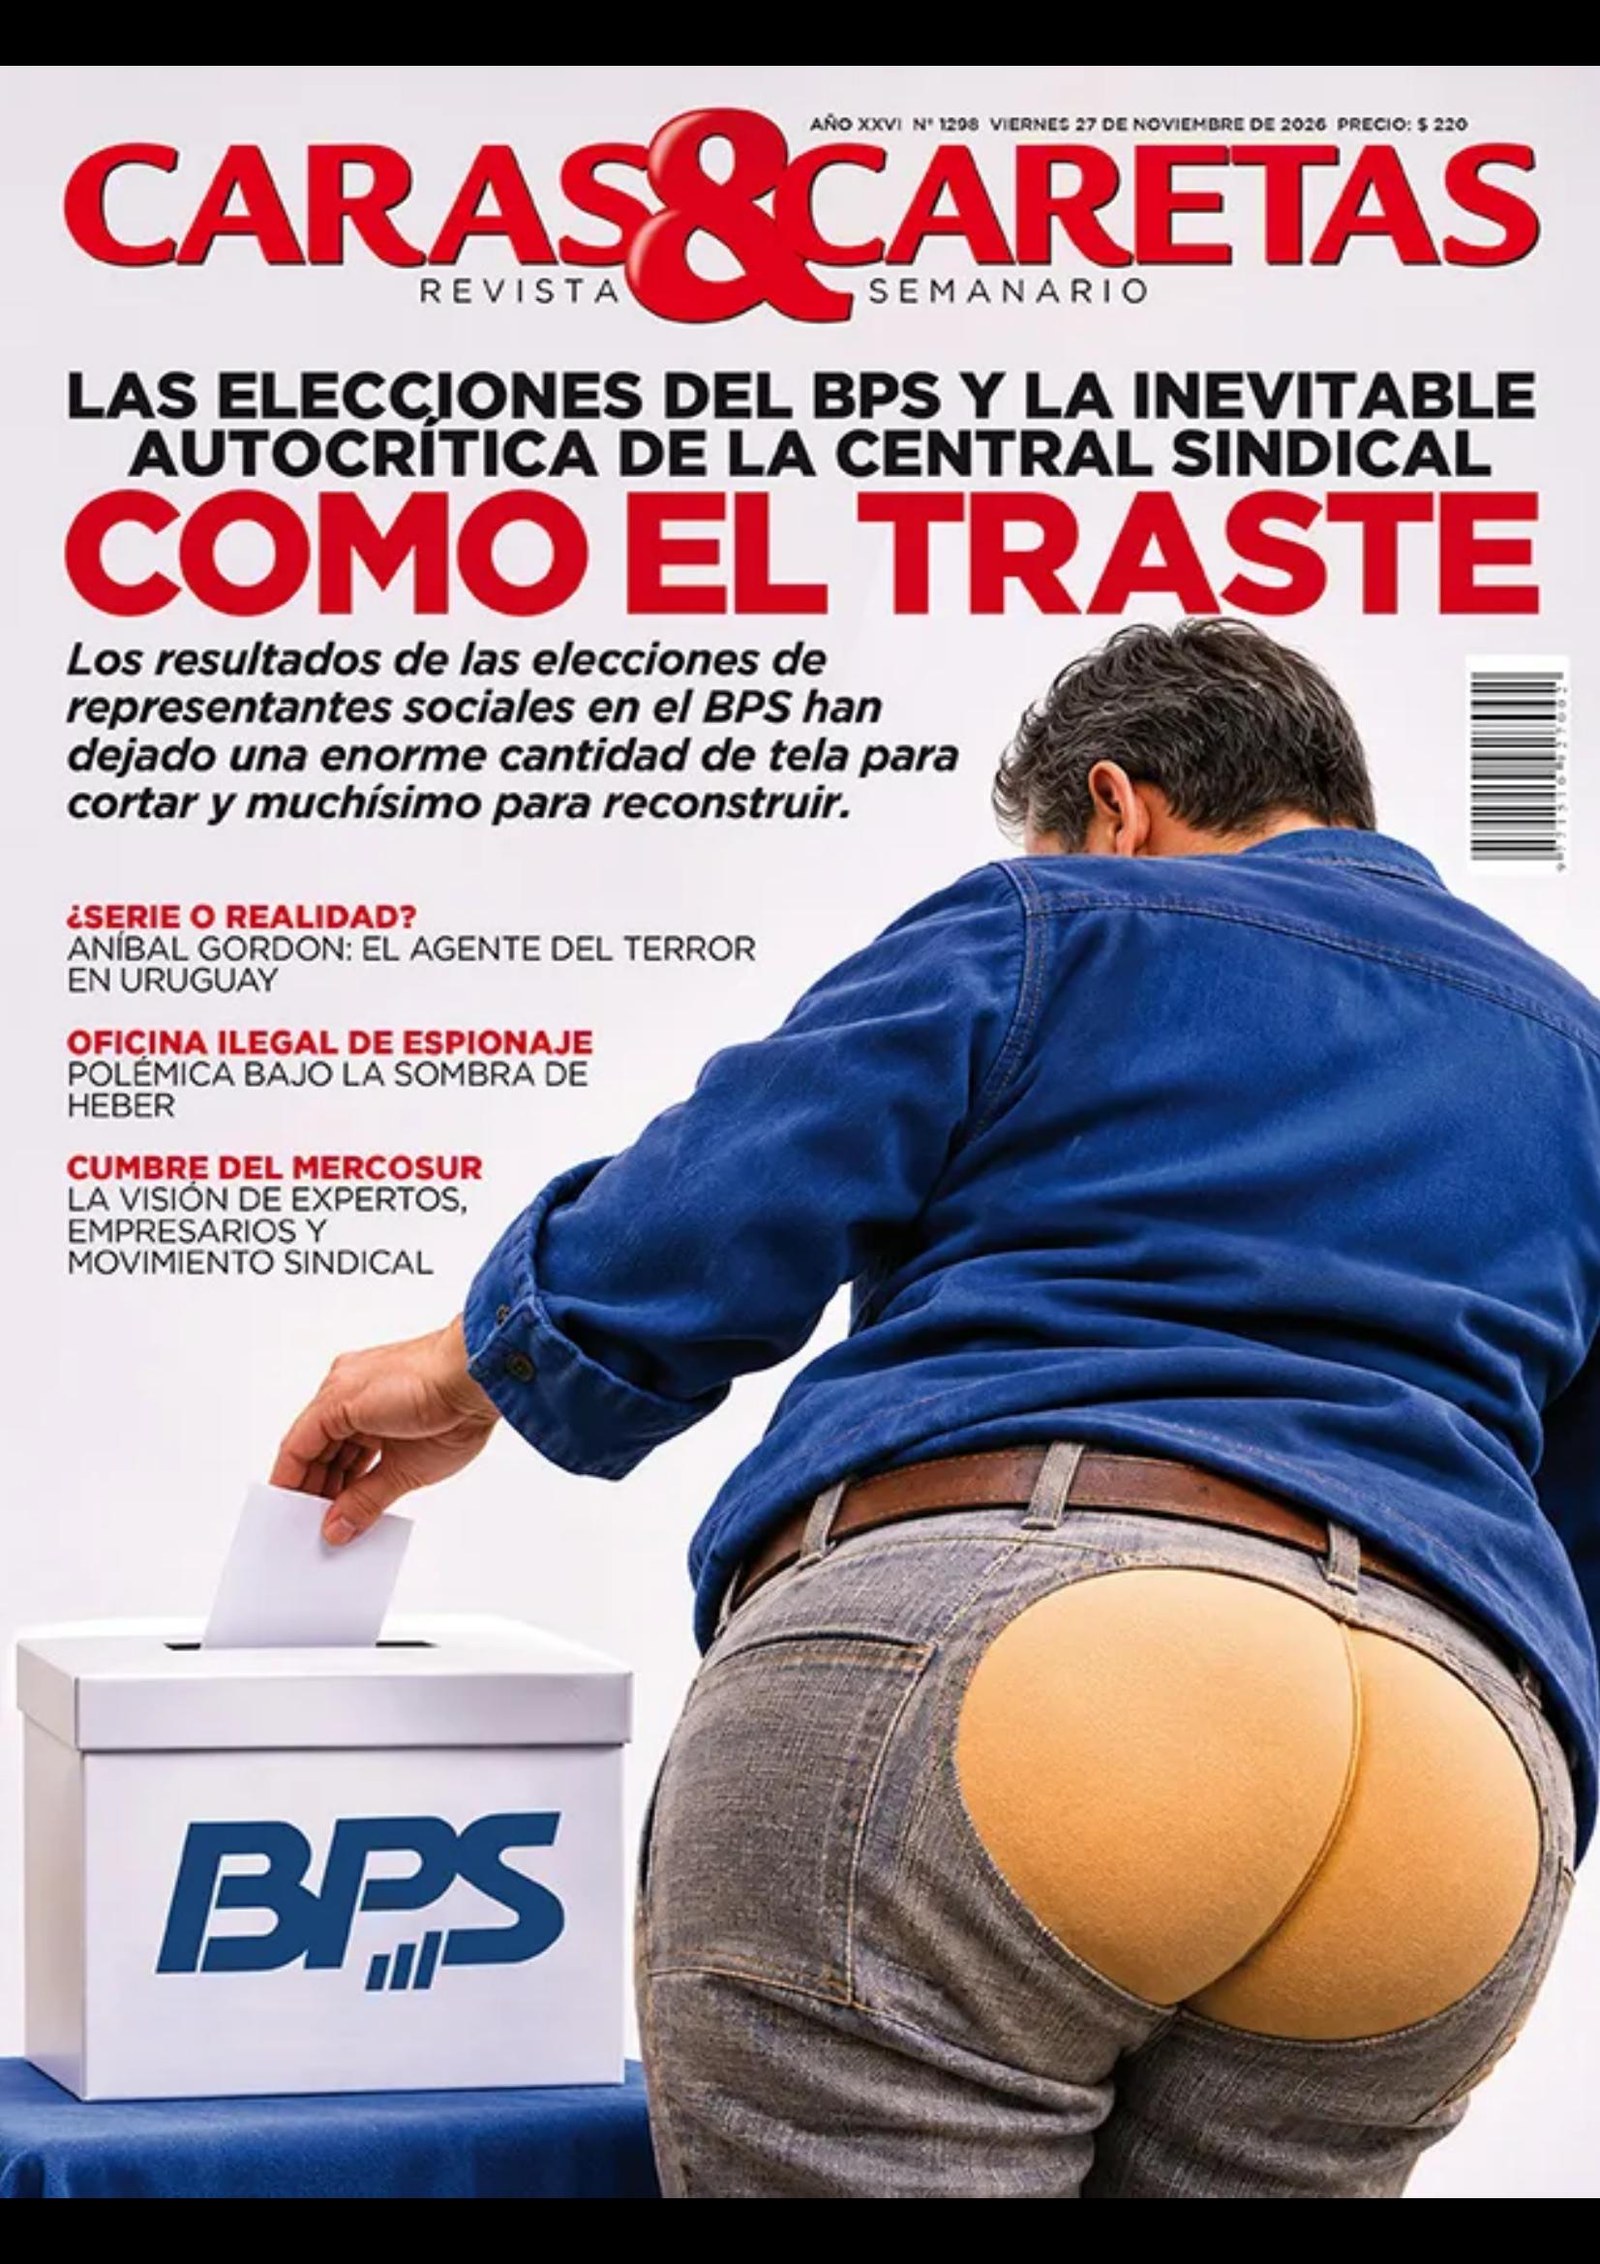 AÑO XXVI Nº 1298 VIERNES 27 DE NOVIEMBRE DE 2026 PRECIO: $ 220
CARAS&CARETAS
REVISTA SEMANARIO
LAS ELECCIONES DEL BPS Y LA INEVITABLE
AUTOCRÍTICA DE LA CENTRAL SINDICAL
COMO EL TRASTE
Los resultados de las elecciones de
representantes sociales en el BPS han
dejado una enorme cantidad de tela para
cortar y muchísimo para reconstruir.
¿SERIE O REALIDAD?
ANÍBAL GORDON: EL AGENTE DEL TERROR
EN URUGUAY
OFICINA ILEGAL DE ESPIONAJE
POLÉMICA BAJO LA SOMBRA DE
HEBER
CUMBRE DEL MERCOSUR
LA VISIÓN DE EXPERTOS,
EMPRESARIOS Y
MOVIMIENTO SINDICAL
BPS